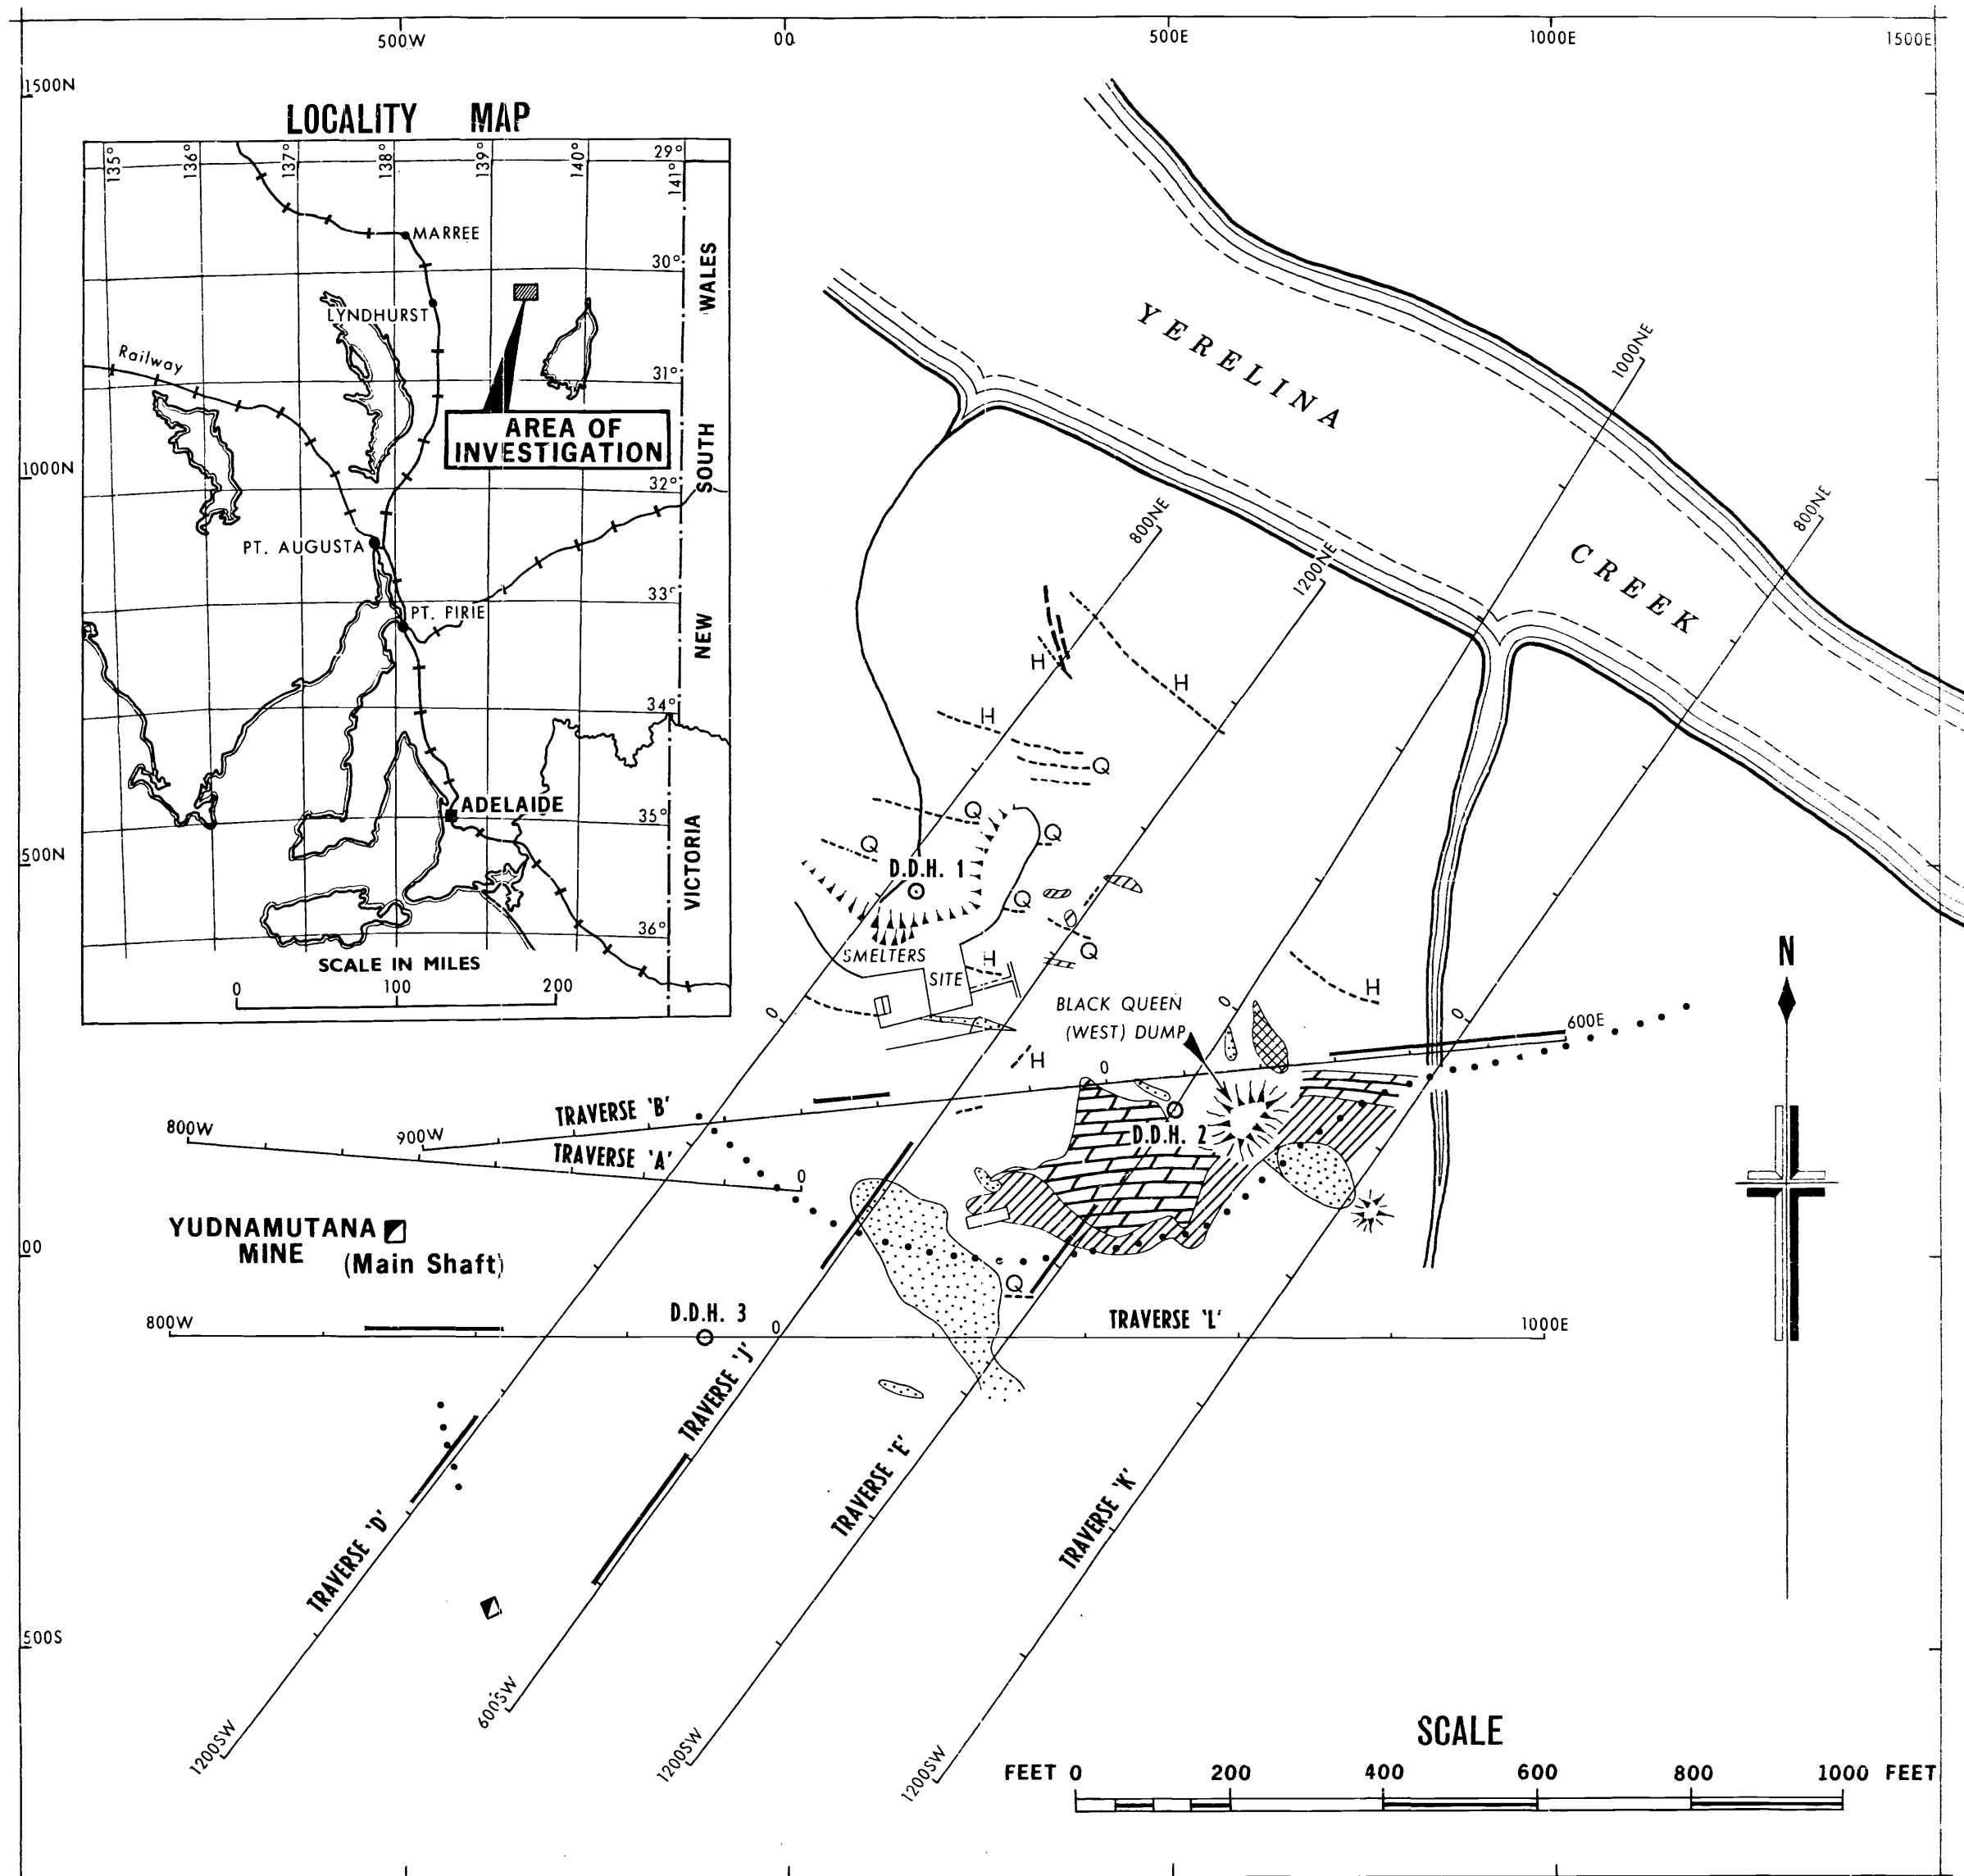 500W
00
500E
1000E
1500E
1500N
1000N
500N
00
500S
LOCALITY MAP
135°
136°
137°
138°
139°
140°
141°
29°
30°
31°
32°
33°
34°
35°
36°
MARREE
LYNDHURST
Railway
AREA OF
INVESTIGATION
PT. AUGUSTA
PT. PIRIE
ADELAIDE
NEW SOUTH WALES
VICTORIA
SCALE IN MILES
0 100 200
YERELINA
CREEK
1000NE
800NE
800NE
1200NE
H
H
H
Q
Q
Q
Q
D.D.H. 1
Q
Q
SMELTERS
SITE
H
H
H
0
0
0
BLACK QUEEN
(WEST) DUMP
600E
0
TRAVERSE 'B'
800W
900W
TRAVERSE 'A'
0
D.D.H. 2
YUDNAMUTANA
MINE
(Main Shaft)
Q
D.D.H. 3
800W
0
TRAVERSE 'L'
1000E
TRAVERSE 'J'
TRAVERSE 'D'
TRAVERSE 'E'
TRAVERSE 'K'
1200SW
600SW
1200SW
1200SW
N
SCALE
FEET 0 200 400 600 800 1000 FEET